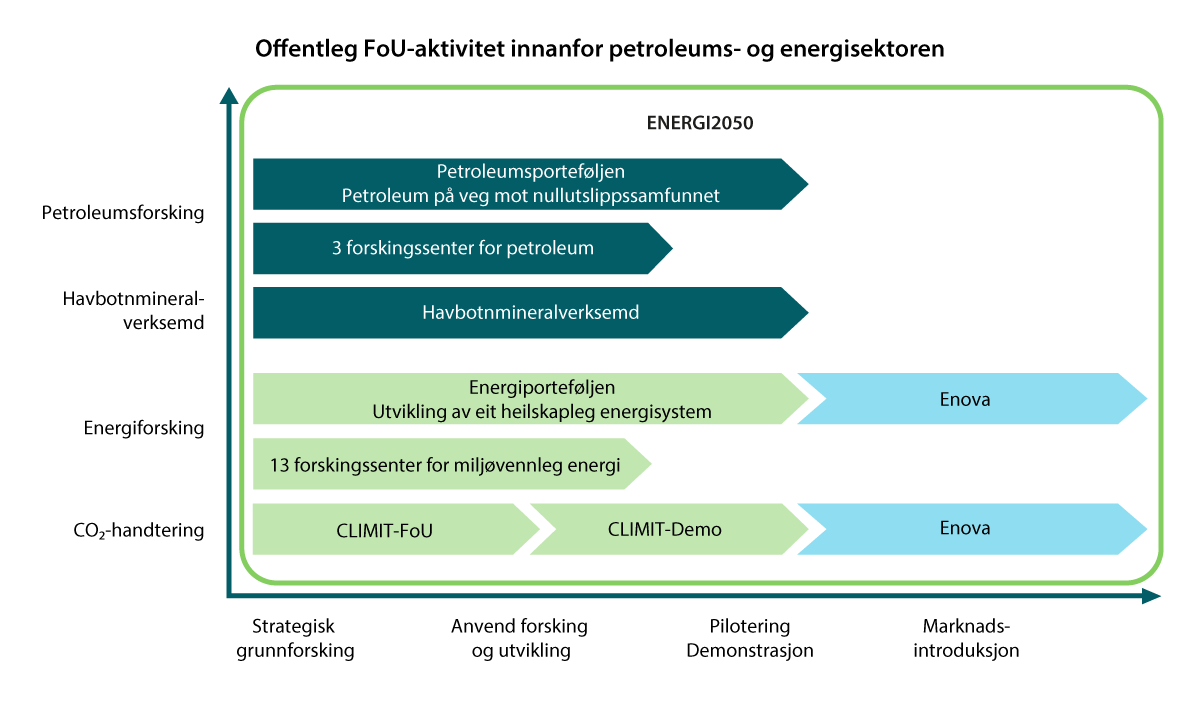 Offentleg FoU-aktivitet innanfor petroleums- og energisektoren
ENERGI2050
Petroleumsforsking
Petroleumsporteføljen
Petroleum på veg mot nullutslippssamfunnet
3 forskingssenter for petroleum
Havbotnmineral-
verksemd
Havbotnmineralverksemd
Energiforsking
Energiporteføljen
Utvikling av eit heilskapleg energisystem
Enova
13 forskingssenter for miljøvennleg energi
CO₂-handtering
CLIMIT-FoU
CLIMIT-Demo
Enova
Strategisk
grunnforsking
Anvend forsking
og utvikling
Pilotering
Demonstrasjon
Marknads-
introduksjon